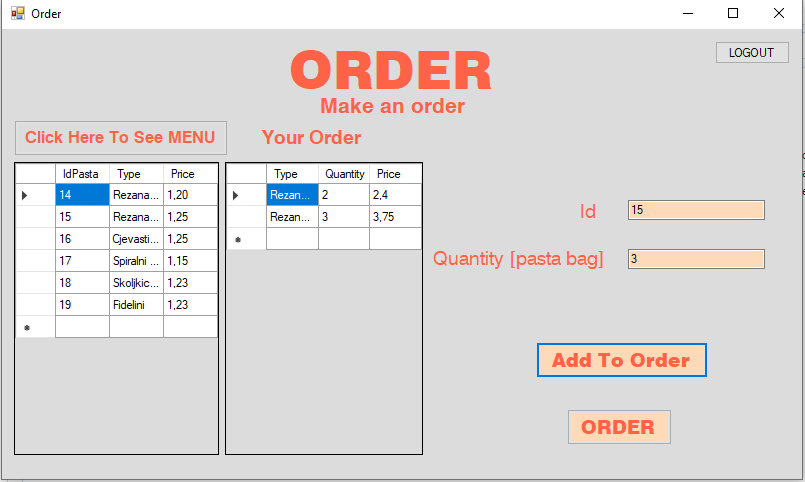 Order
LOGOUT
ORDER
Make an order
Click Here To See MENU
Your Order
IdPasta Type Price
14 Rezana... 1,20
15 Rezana... 1,25
16 Cjevasti... 1,25
17 Spiralni ... 1,15
18 Skoljkic... 1,23
19 Fidelini 1,23
Type Quantity Price
Rezan... 2 2,4
Rezan... 3 3,75
Id 15
Quantity [pasta bag] 3
Add To Order
ORDER